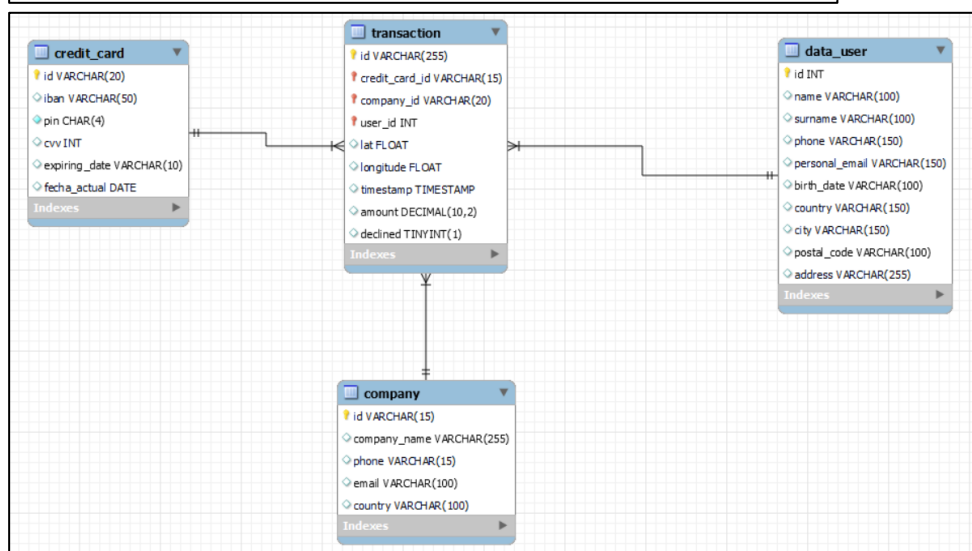 credit_card
id VARCHAR(20)
iban VARCHAR(50)
pin CHAR(4)
cvv INT
expiring_date VARCHAR(10)
fecha_actual DATE
Indexes
transaction
id VARCHAR(255)
credit_card_id VARCHAR(15)
company_id VARCHAR(20)
user_id INT
lat FLOAT
longitude FLOAT
timestamp TIMESTAMP
amount DECIMAL(10,2)
declined TINYINT(1)
Indexes
data_user
id INT
name VARCHAR(100)
surname VARCHAR(100)
phone VARCHAR(150)
personal_email VARCHAR(150)
birth_date VARCHAR(100)
country VARCHAR(150)
city VARCHAR(150)
postal_code VARCHAR(100)
address VARCHAR(255)
Indexes
company
id VARCHAR(15)
company_name VARCHAR(255)
phone VARCHAR(15)
email VARCHAR(100)
country VARCHAR(100)
Indexes